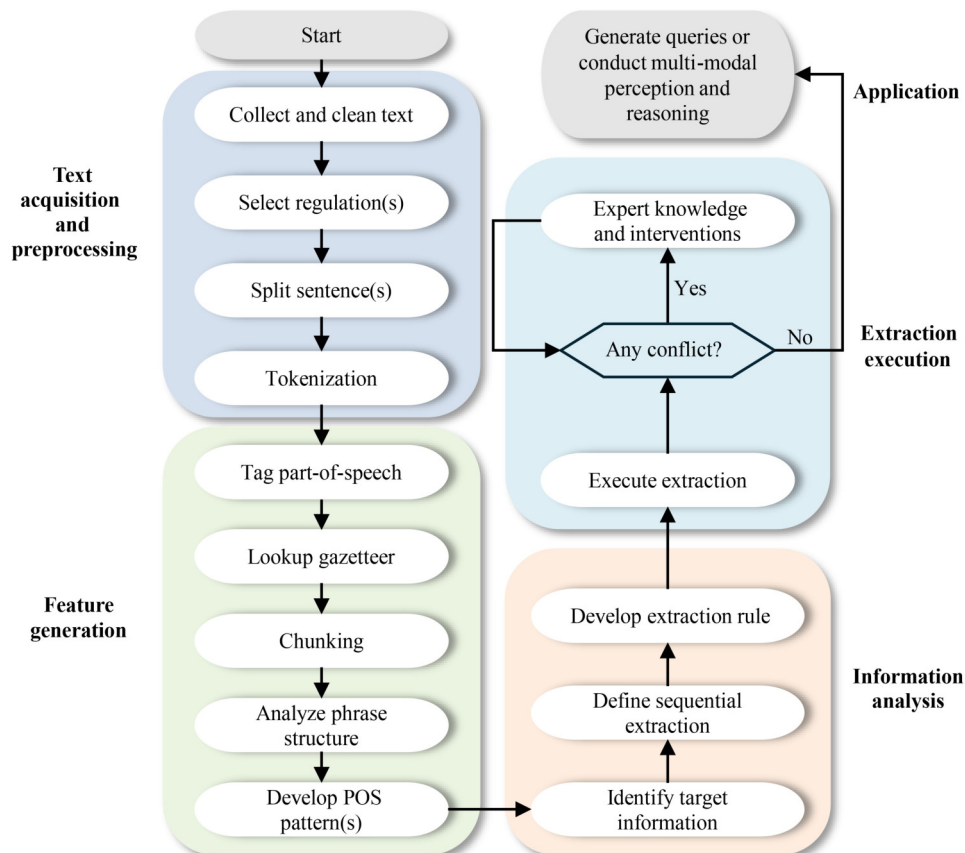 Start
Text
acquisition
and
preprocessing
Collect and clean text
Select regulation(s)
Split sentence(s)
Tokenization
Feature
generation
Tag part-of-speech
Lookup gazetteer
Chunking
Analyze phrase
structure
Develop POS
pattern(s)
Identify target
information
Define sequential
extraction
Develop extraction rule
Information
analysis
Execute extraction
Any conflict?
Yes
No
Expert knowledge
and interventions
Extraction
execution
Generate queries or
conduct multi-modal
perception and
reasoning
Application